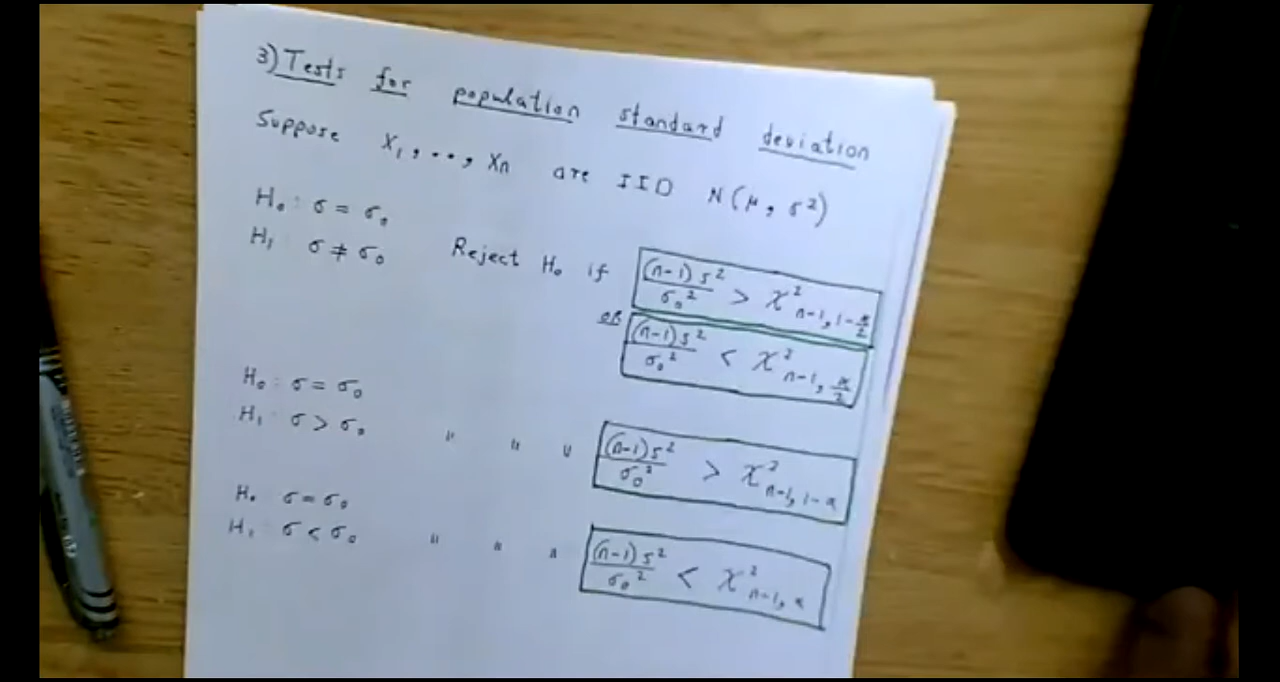 3) Tests for population standard deviation
Suppose X₁, .., Xn are IID N(μ, σ²)
H₀: σ = σ₀
H₁ σ ≠ σ₀ Reject H₀ if (n-1)s²/σ₀² > χ²n-1, 1-α/2
OR (n-1)s²/σ₀² < χ²n-1, α/2
H₀: σ = σ₀
H₁ σ > σ₀ " " " (n-1)s²/σ₀² > χ²n-1, 1-α
H₀ σ = σ₀
H₁ σ < σ₀ " " " (n-1)s²/σ₀² < χ²n-1, α